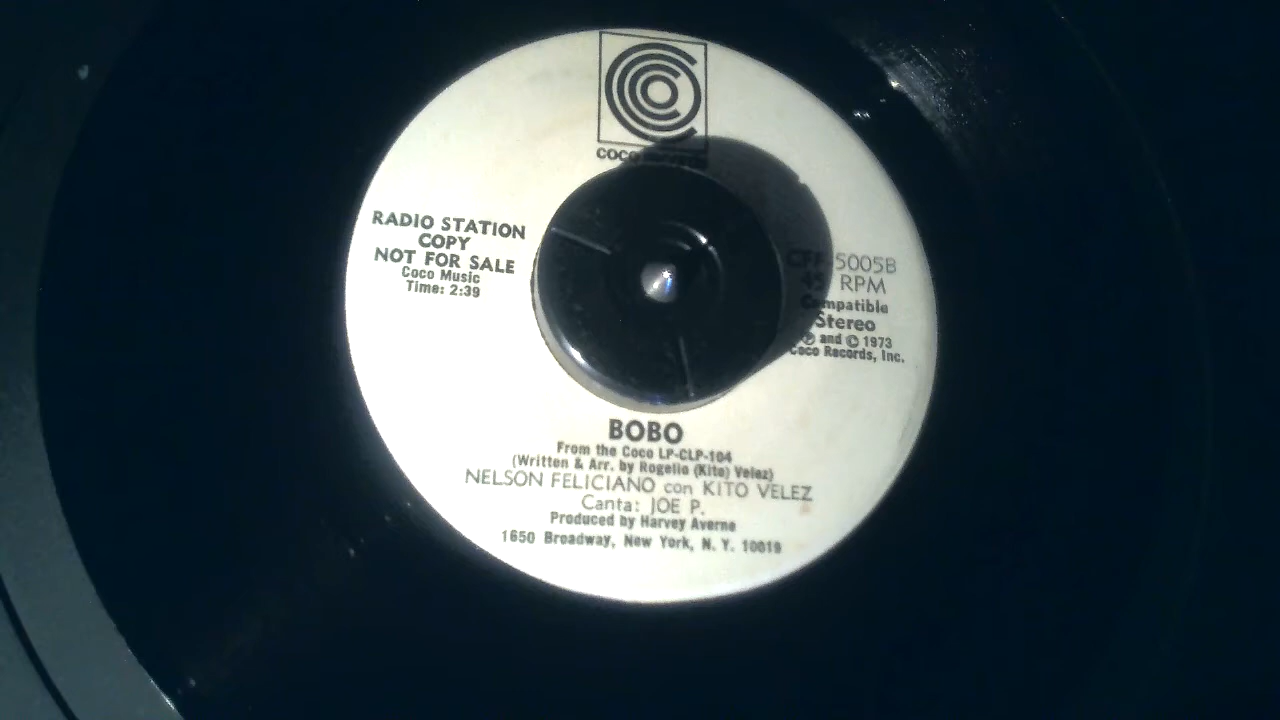 COCO
RADIO STATION
COPY
NOT FOR SALE
Coco Music
Time: 2:39
5005B
45 RPM
Compatible
Stereo
℗ and © 1973
Coco Records, Inc.
BOBO
From the Coco LP-CLP-104
(Written & Arr. by Rogelio (Kito) Velez)
NELSON FELICIANO con KITO VELEZ
Canta: JOE P.
Produced by Harvey Averne
1650 Broadway, New York, N. Y. 10019